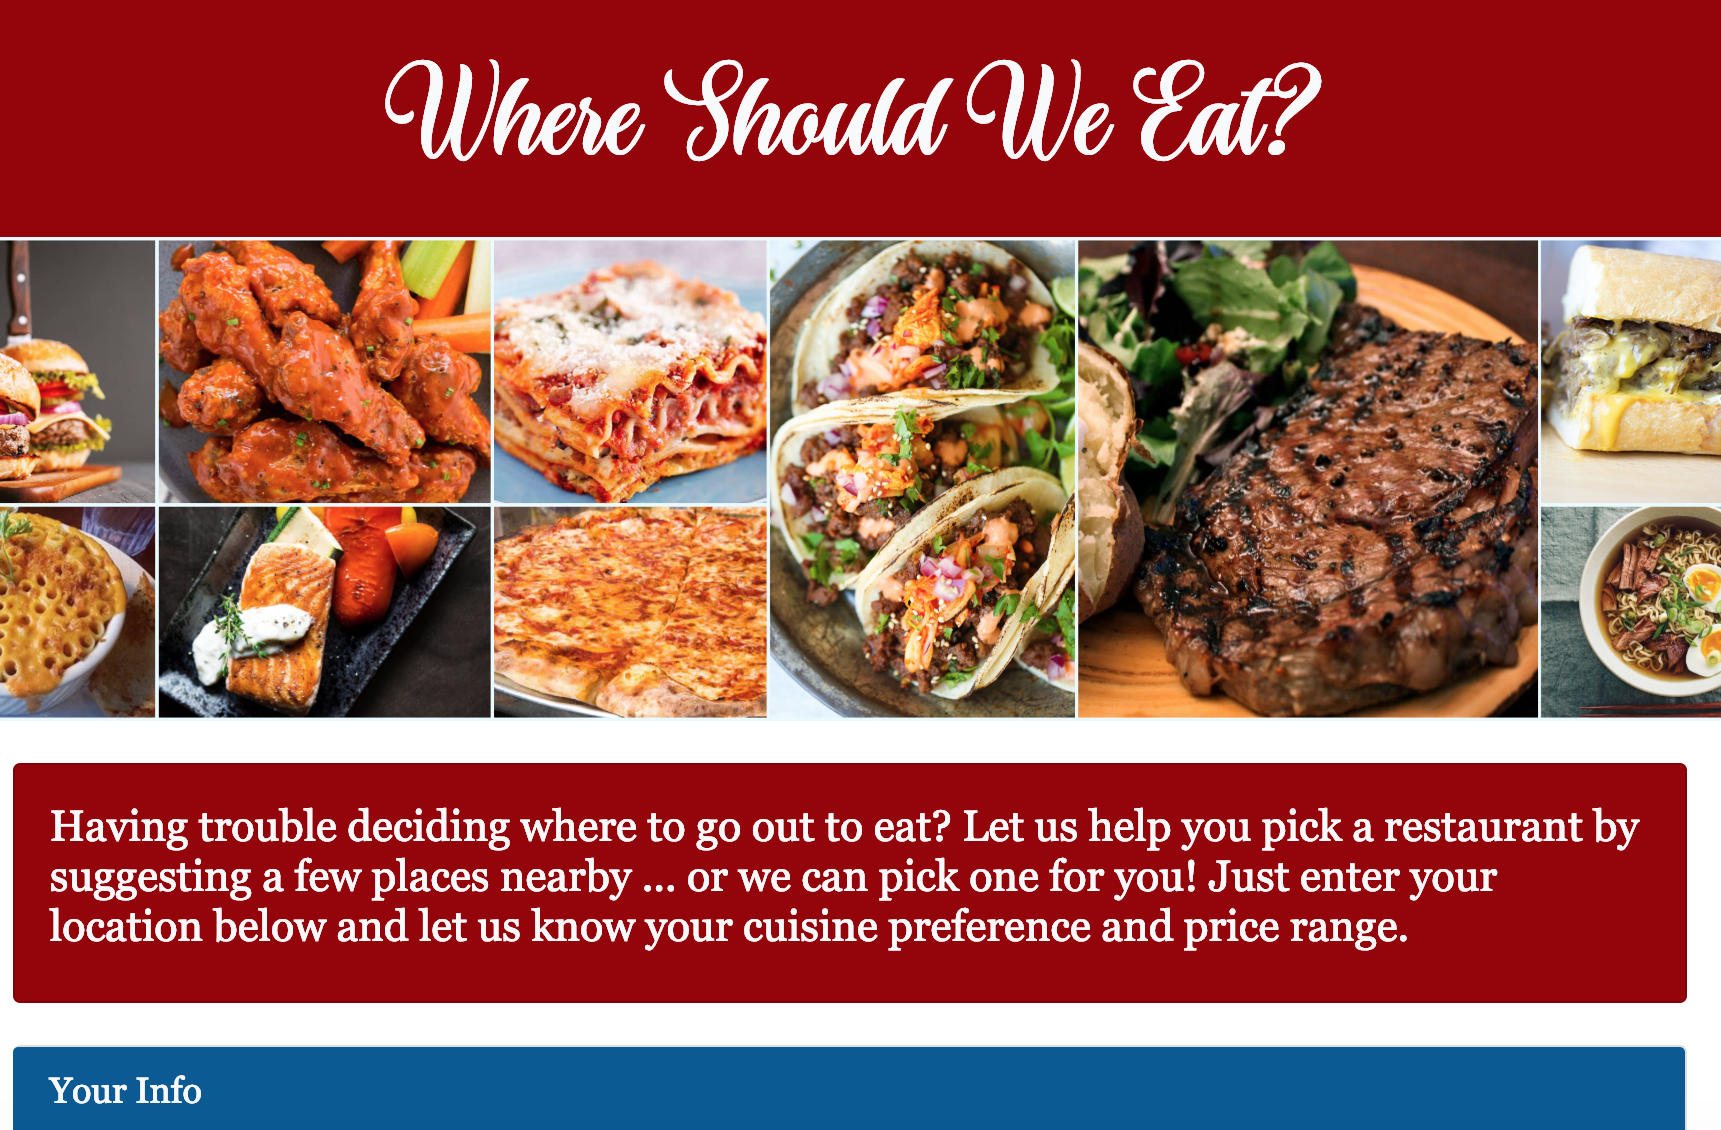 Where Should We Eat?
Having trouble deciding where to go out to eat? Let us help you pick a restaurant by
suggesting a few places nearby ... or we can pick one for you! Just enter your
location below and let us know your cuisine preference and price range.
Your Info